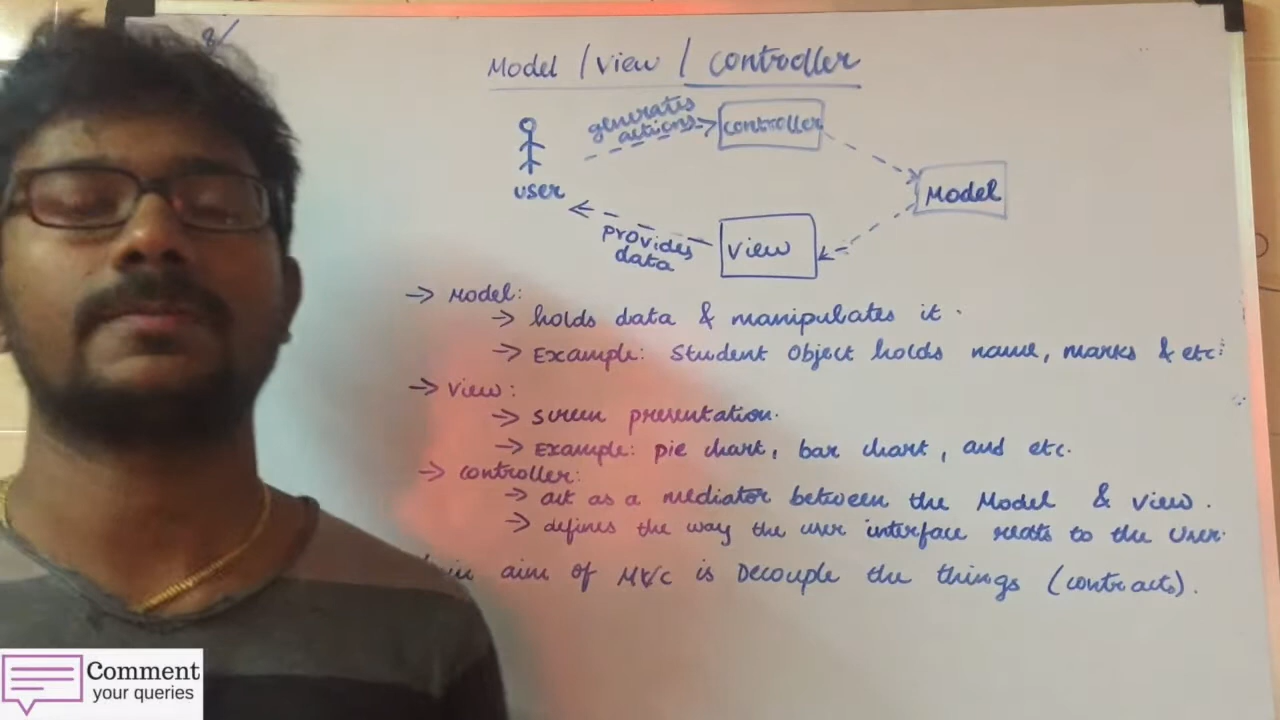 8/
Model / View / Controller
generates
actions
controller
user
Model
View
provides
data
→ Model:
→ holds data & manipulates it.
→ Example: Student Object holds name, marks & etc.
→ View:
→ screen presentation.
→ Example: pie chart, bar chart, and etc.
→ controller:
→ act as a mediator between the Model & View.
→ defines the way the user interface reacts to the User.
aim of MVC is Decouple the things (contracts).
Comment
your queries